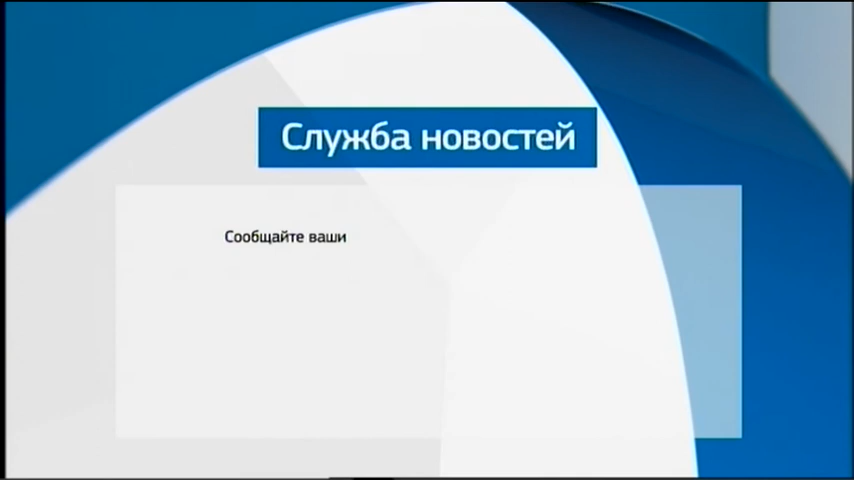 Служба новостей
Сообщайте ваши